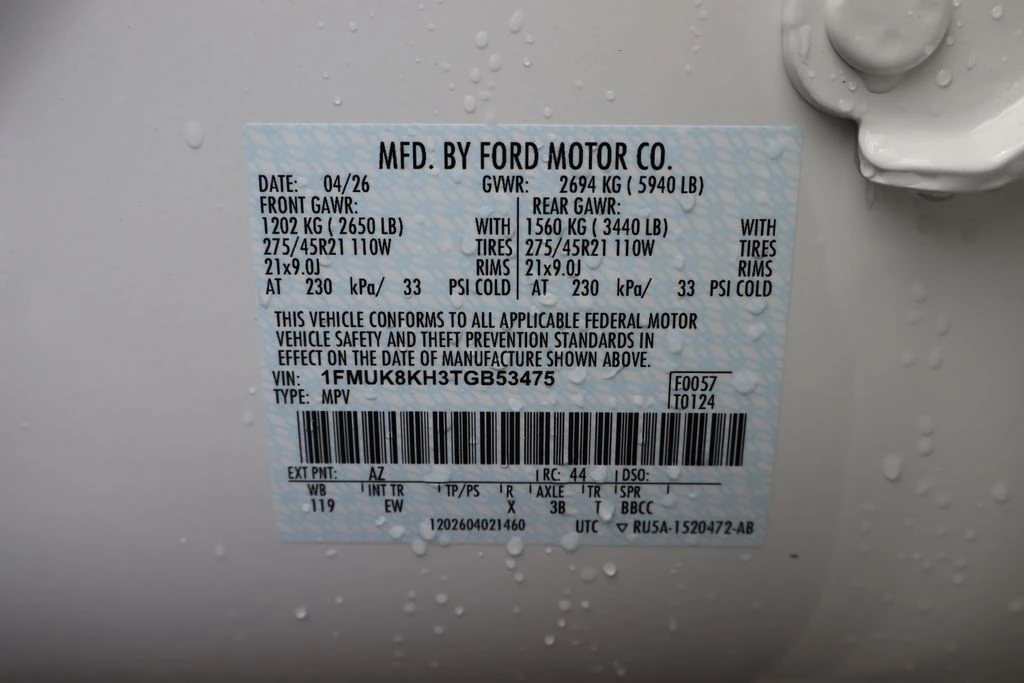 MFD. BY FORD MOTOR CO.
DATE: 04/26 GVWR: 2694 KG ( 5940 LB)
FRONT GAWR: REAR GAWR:
1202 KG ( 2650 LB) WITH 1560 KG ( 3440 LB) WITH
275/45R21 110W TIRES 275/45R21 110W TIRES
21x9.0J RIMS 21x9.0J RIMS
AT 230 kPa/ 33 PSI COLD AT 230 kPa/ 33 PSI COLD
THIS VEHICLE CONFORMS TO ALL APPLICABLE FEDERAL MOTOR
VEHICLE SAFETY AND THEFT PREVENTION STANDARDS IN
EFFECT ON THE DATE OF MANUFACTURE SHOWN ABOVE.
VIN: 1FMUK8KH3TGB53475 F0057
TYPE: MPV T0124
EXT PNT: AZ RC: 44 DSO:
WB INT TR TP/PS R AXLE TR SPR
119 EW X 3B T BBCC
1202604021460 UTC ▽ RU5A-1520472-AB